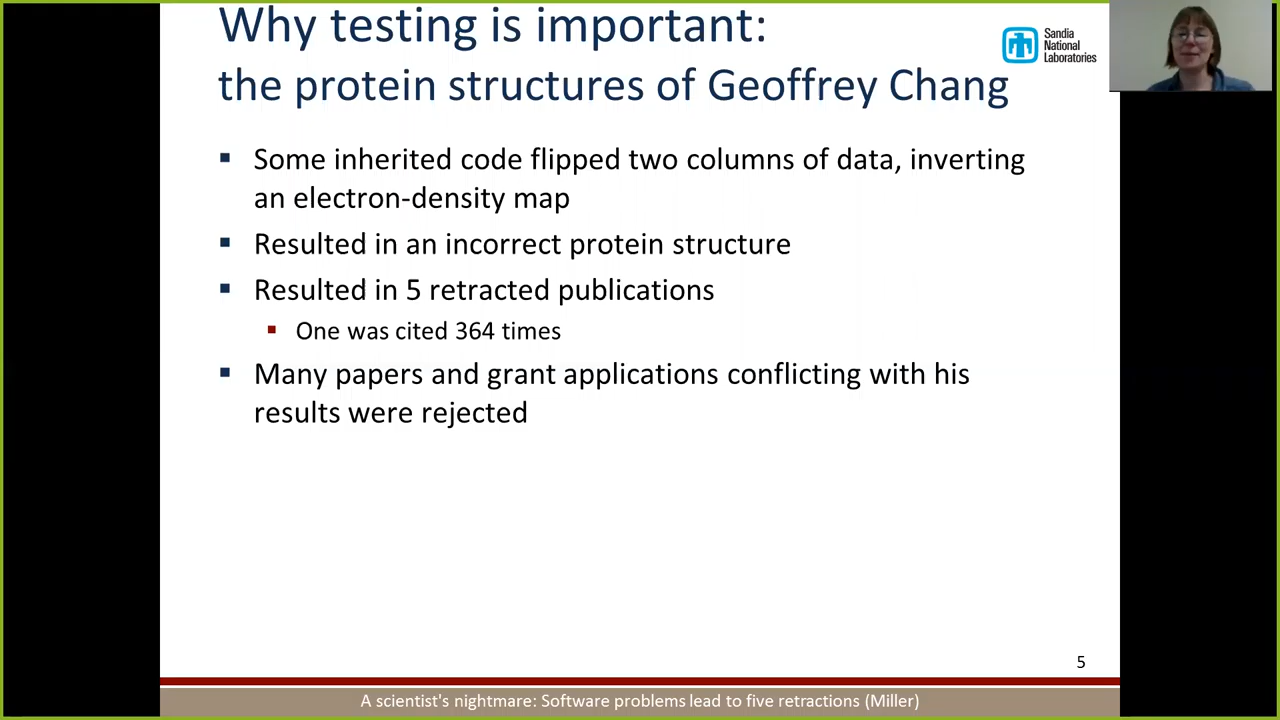 Why testing is important:
the protein structures of Geoffrey Chang
Sandia
National
Laboratories
▪ Some inherited code flipped two columns of data, inverting
an electron-density map
▪ Resulted in an incorrect protein structure
▪ Resulted in 5 retracted publications
▪ One was cited 364 times
▪ Many papers and grant applications conflicting with his
results were rejected
5
A scientist's nightmare: Software problems lead to five retractions (Miller)